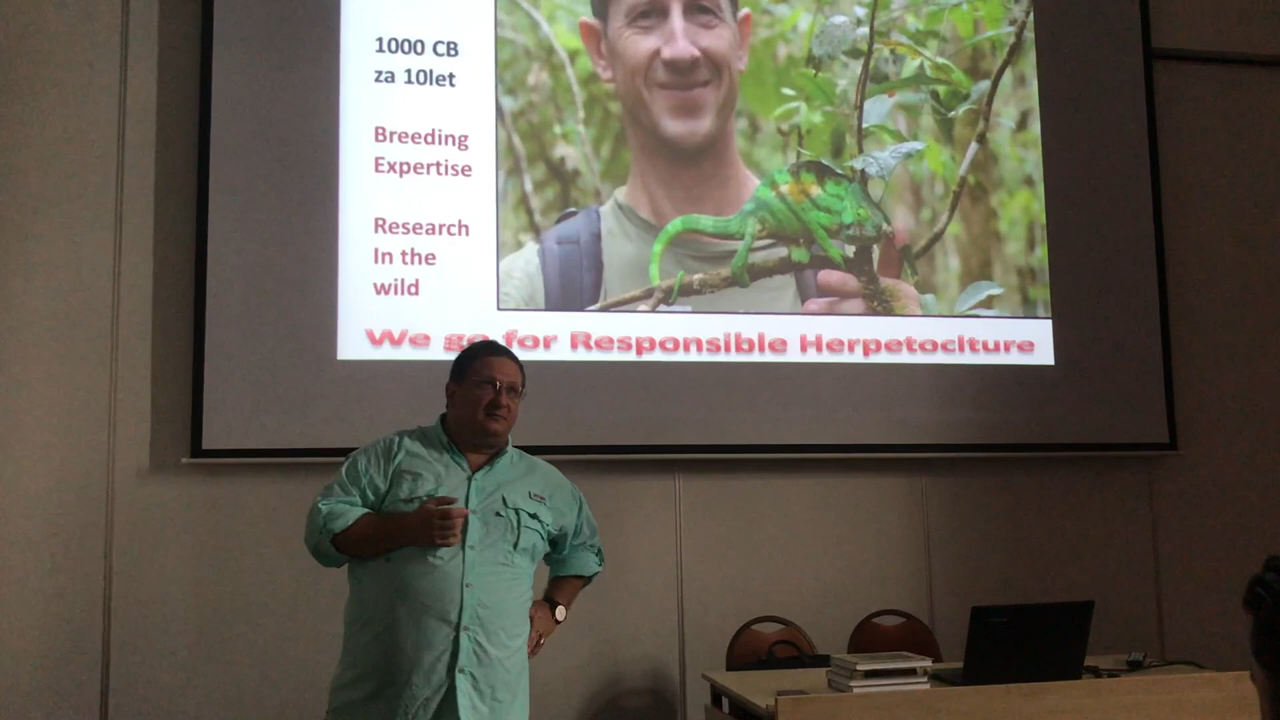 1000 CB
za 10let
Breeding
Expertise
Research
In the
wild
We go for Responsible Herpetoclture